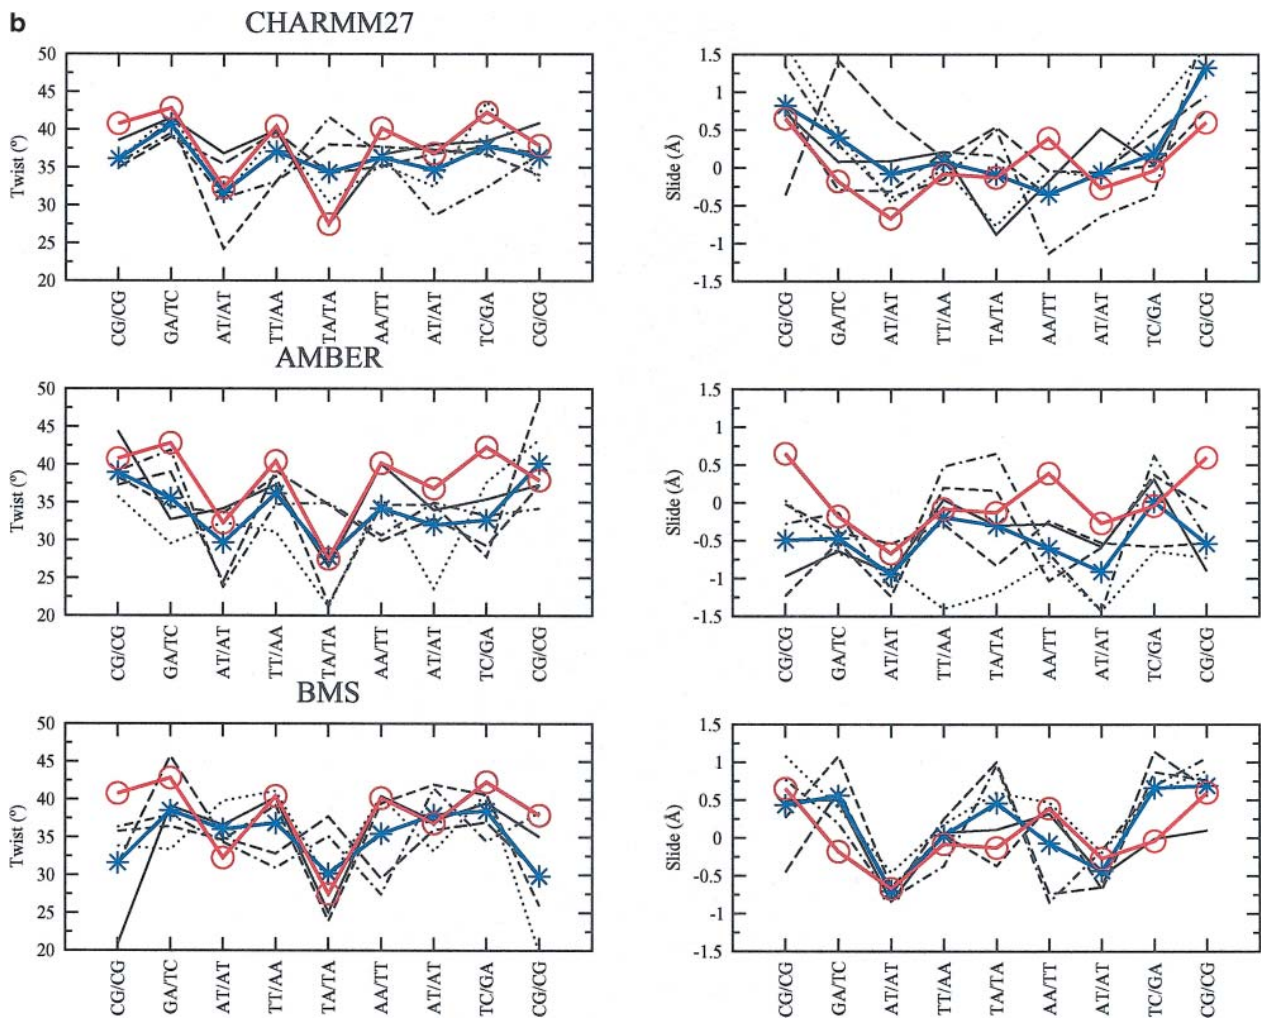 b
CHARMM27
50
45
40
35
30
25
20
Twist (°)
CG/CG
GA/TC
AT/AT
TT/AA
TA/TA
AA/TT
AT/AT
TC/GA
CG/CG
1.5
1
0.5
0
-0.5
-1
-1.5
Slide (Å)
CG/CG
GA/TC
AT/AT
TT/AA
TA/TA
AA/TT
AT/AT
TC/GA
CG/CG
AMBER
50
45
40
35
30
25
20
Twist (°)
CG/CG
GA/TC
AT/AT
TT/AA
TA/TA
AA/TT
AT/AT
TC/GA
CG/CG
1.5
1
0.5
0
-0.5
-1
-1.5
Slide (Å)
CG/CG
GA/TC
AT/AT
TT/AA
TA/TA
AA/TT
AT/AT
TC/GA
CG/CG
BMS
50
45
40
35
30
25
20
Twist (°)
CG/CG
GA/TC
AT/AT
TT/AA
TA/TA
AA/TT
AT/AT
TC/GA
CG/CG
1.5
1
0.5
0
-0.5
-1
-1.5
Slide (Å)
CG/CG
GA/TC
AT/AT
TT/AA
TA/TA
AA/TT
AT/AT
TC/GA
CG/CG